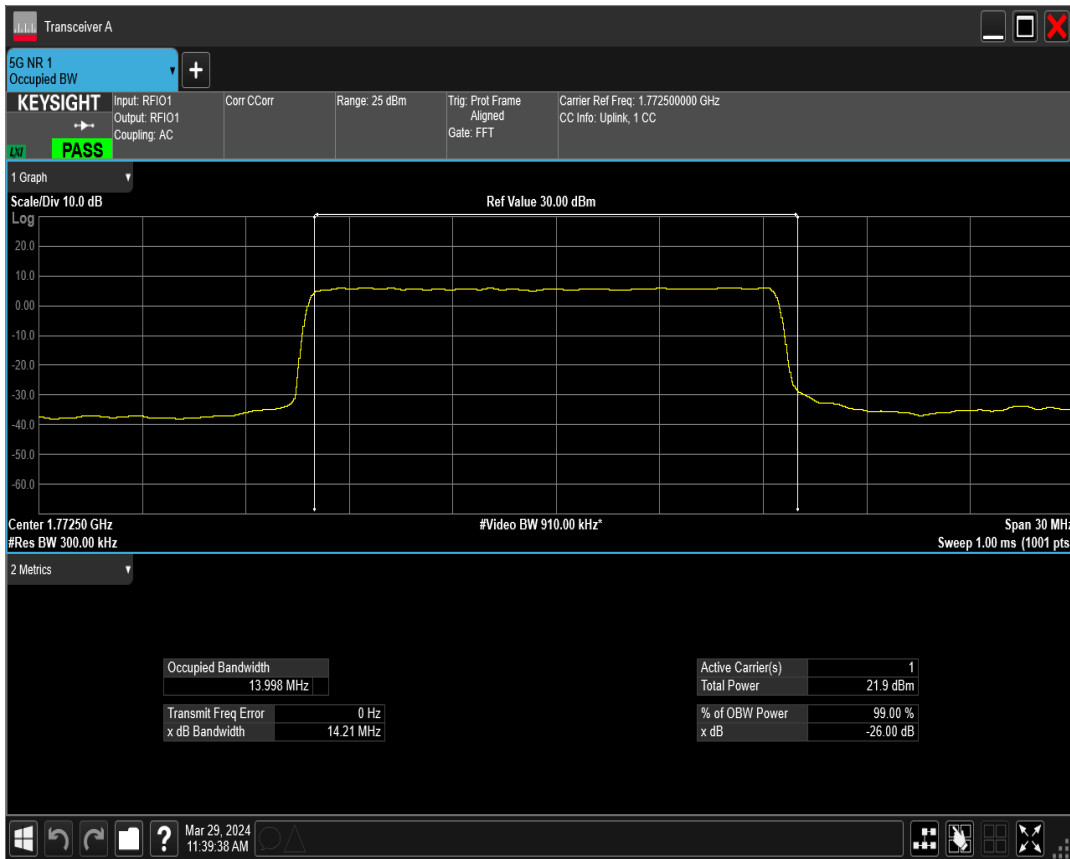 Transceiver A
5G NR 1
Occupied BW
KEYSIGHT
LXI
PASS
Input: RFIO1
Output: RFIO1
Coupling: AC
Corr CCorr
Range: 25 dBm
Trig: Prot Frame
Aligned
Gate: FFT
Carrier Ref Freq: 1.772500000 GHz
CC Info: Uplink, 1 CC
1 Graph
Scale/Div 10.0 dB
Ref Value 30.00 dBm
Log
20.0
10.0
0.00
-10.0
-20.0
-30.0
-40.0
-50.0
-60.0
Center 1.77250 GHz
#Video BW 910.00 kHz*
Span 30 MHz
#Res BW 300.00 kHz
Sweep 1.00 ms (1001 pts
2 Metrics
Occupied Bandwidth
13.998 MHz
Transmit Freq Error 0 Hz
x dB Bandwidth 14.21 MHz
Active Carrier(s) 1
Total Power 21.9 dBm
% of OBW Power 99.00 %
x dB -26.00 dB
?
Mar 29, 2024
11:39:38 AM